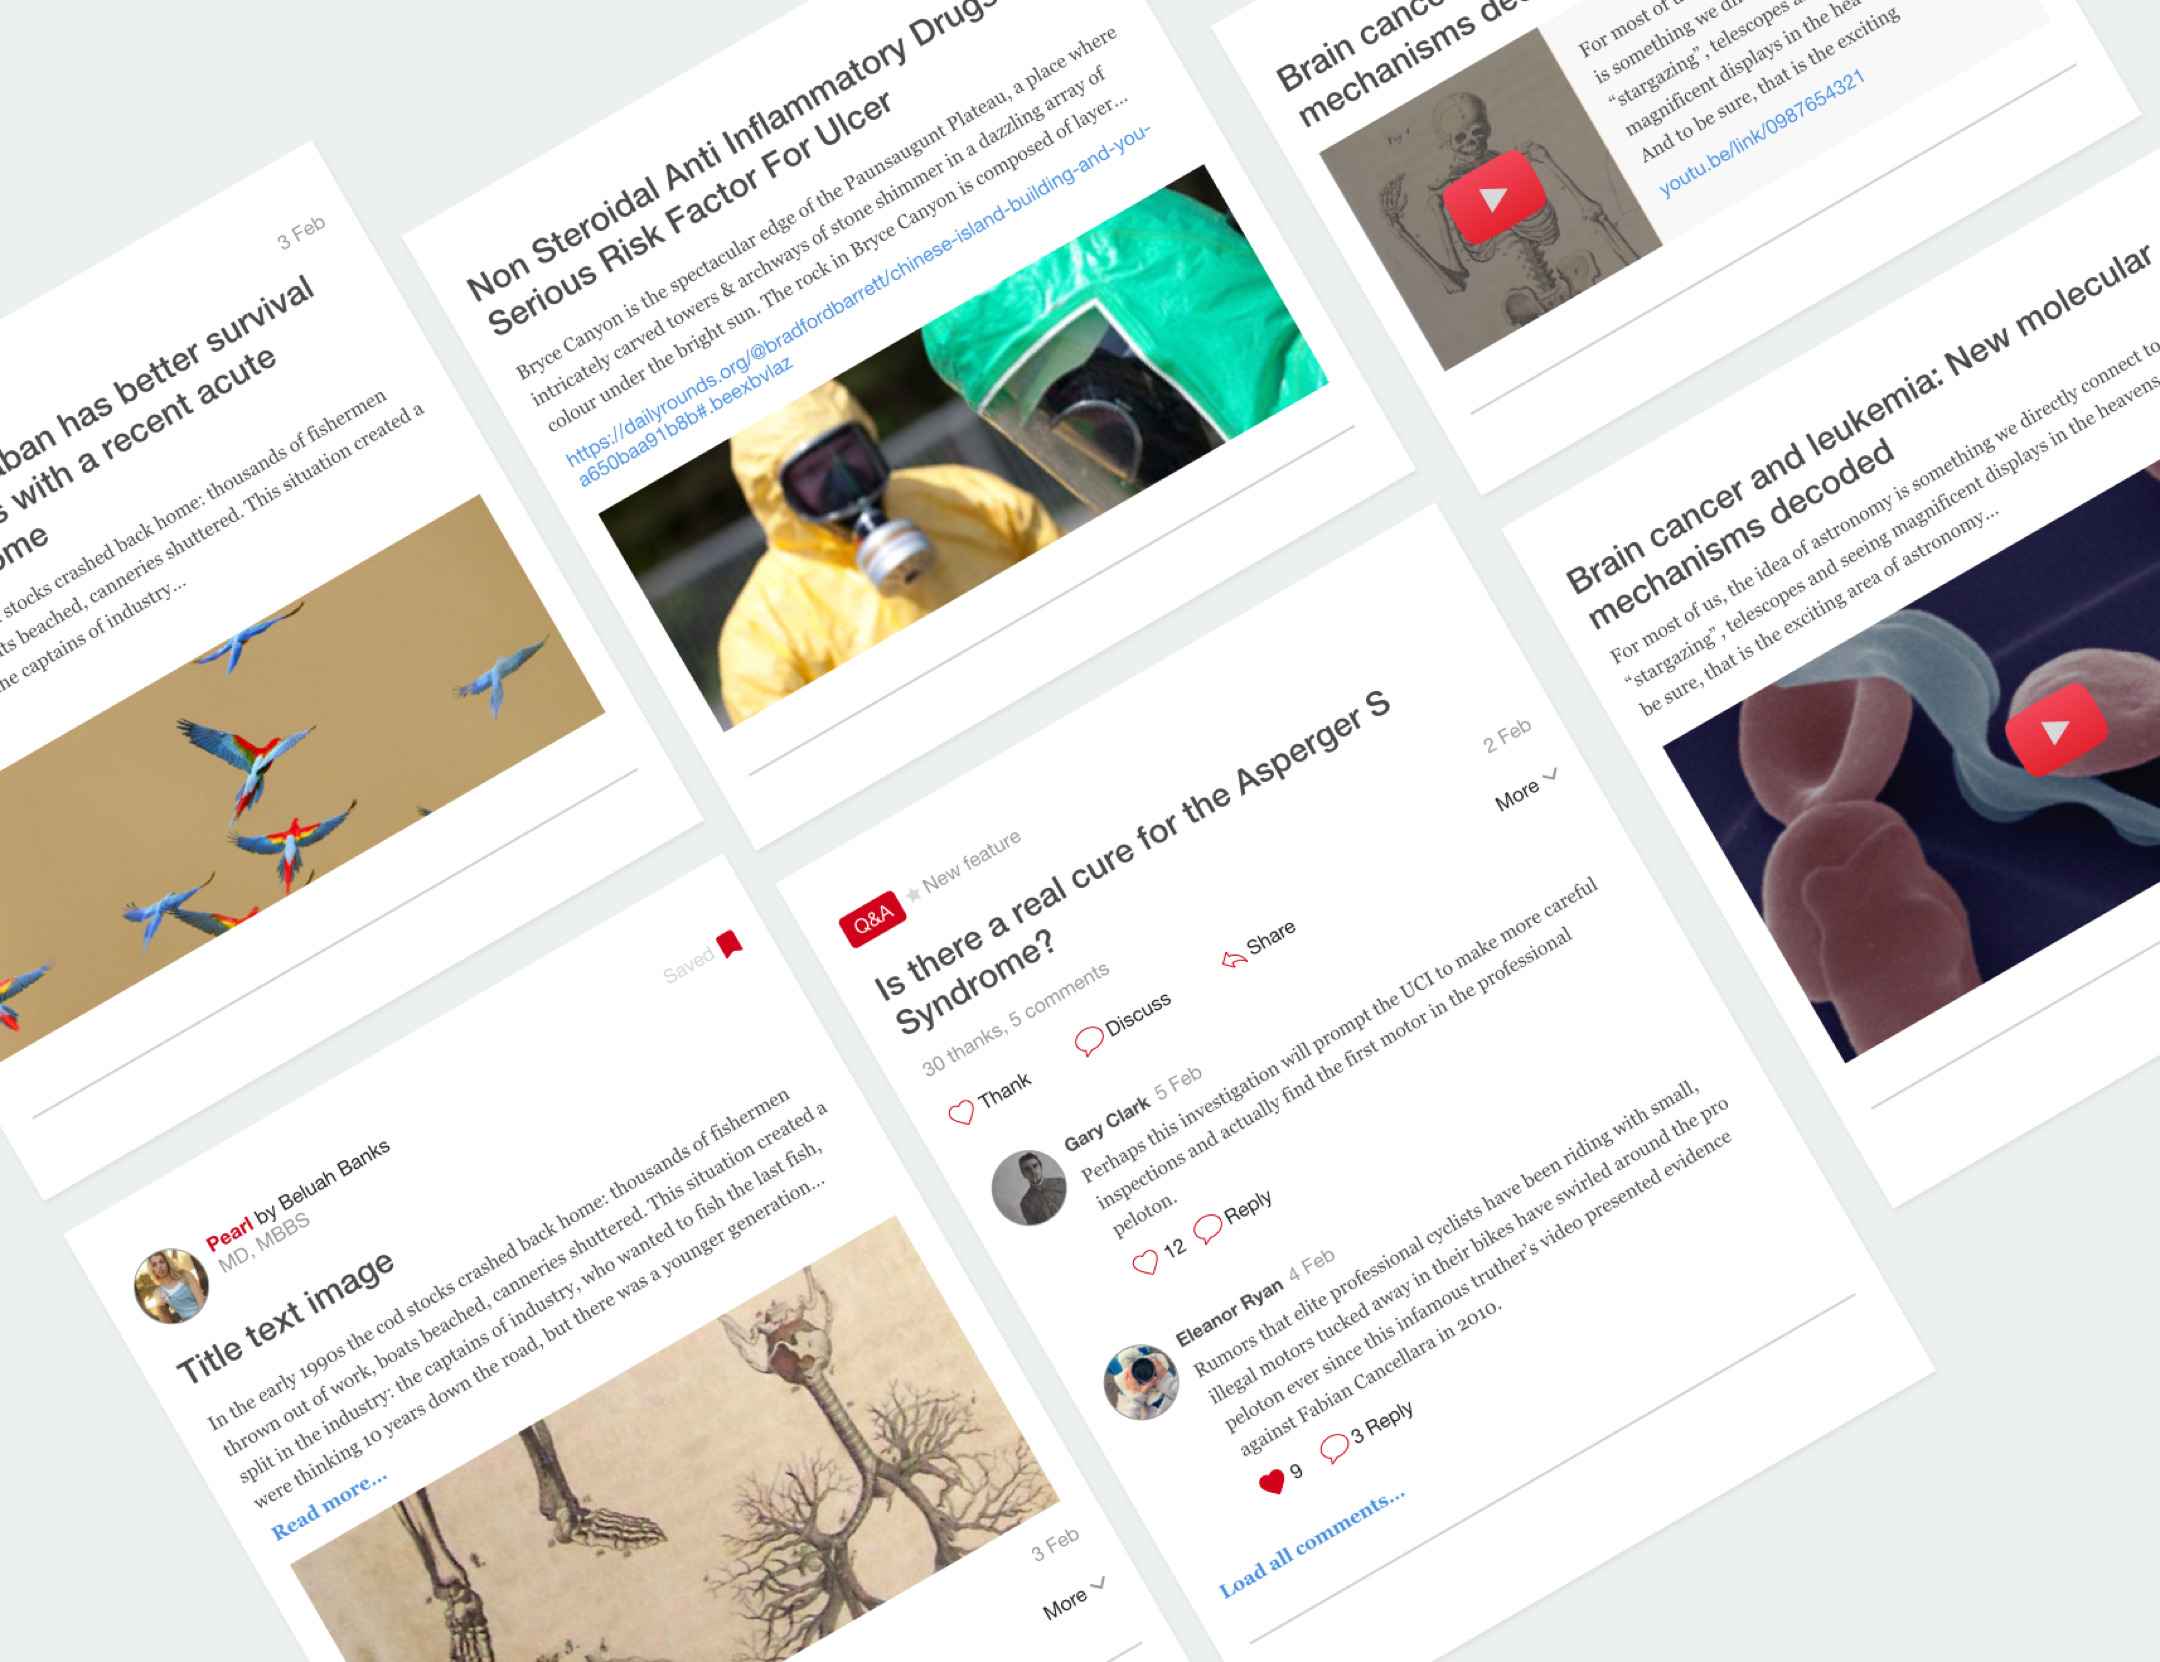 3 Feb
ban has better survival
s with a recent acute
ome
stocks crashed back home: thousands of fishermen
ts beached, canneries shuttered. This situation created a
he captains of industry...
Non Steroidal Anti Inflammatory Drugs
Serious Risk Factor For Ulcer
Bryce Canyon is the spectacular edge of the Paunsaugunt Plateau, a place where
intricately carved towers & archways of stone shimmer in a dazzling array of
colour under the bright sun. The rock in Bryce Canyon is composed of layer...
https://dailyrounds.org/@bradfordbarrett/chinese-island-building-and-you-
a650baa91b8b#.beexbvlaz
Brain cance
mechanisms dec
Fig 1
For most of u
is something we di
“stargazing”, telescopes a
magnificent displays in the hea
And to be sure, that is the exciting
youtu.be/link/0987654321
Brain cancer and leukemia: New molecular
mechanisms decoded
For most of us, the idea of astronomy is something we directly connect to
“stargazing”, telescopes and seeing magnificent displays in the heavens.
be sure, that is the exciting area of astronomy...
Saved
Pearl by Beluah Banks
MD, MBBS
Title text image
In the early 1990s the cod stocks crashed back home: thousands of fishermen
thrown out of work, boats beached, canneries shuttered. This situation created a
split in the industry: the captains of industry, who wanted to fish the last fish,
were thinking 10 years down the road, but there was a younger generation...
Read more...
3 Feb
More
Q&A New feature
2 Feb
Is there a real cure for the Asperger S
Syndrome?
More
30 thanks, 5 comments
Thank
Discuss
Share
Gary Clark 5 Feb
Perhaps this investigation will prompt the UCI to make more careful
inspections and actually find the first motor in the professional
peloton.
12 Reply
Eleanor Ryan 4 Feb
Rumors that elite professional cyclists have been riding with small,
illegal motors tucked away in their bikes have swirled around the pro
peloton ever since this infamous truther’s video presented evidence
against Fabian Cancellara in 2010.
9 3 Reply
Load all comments...